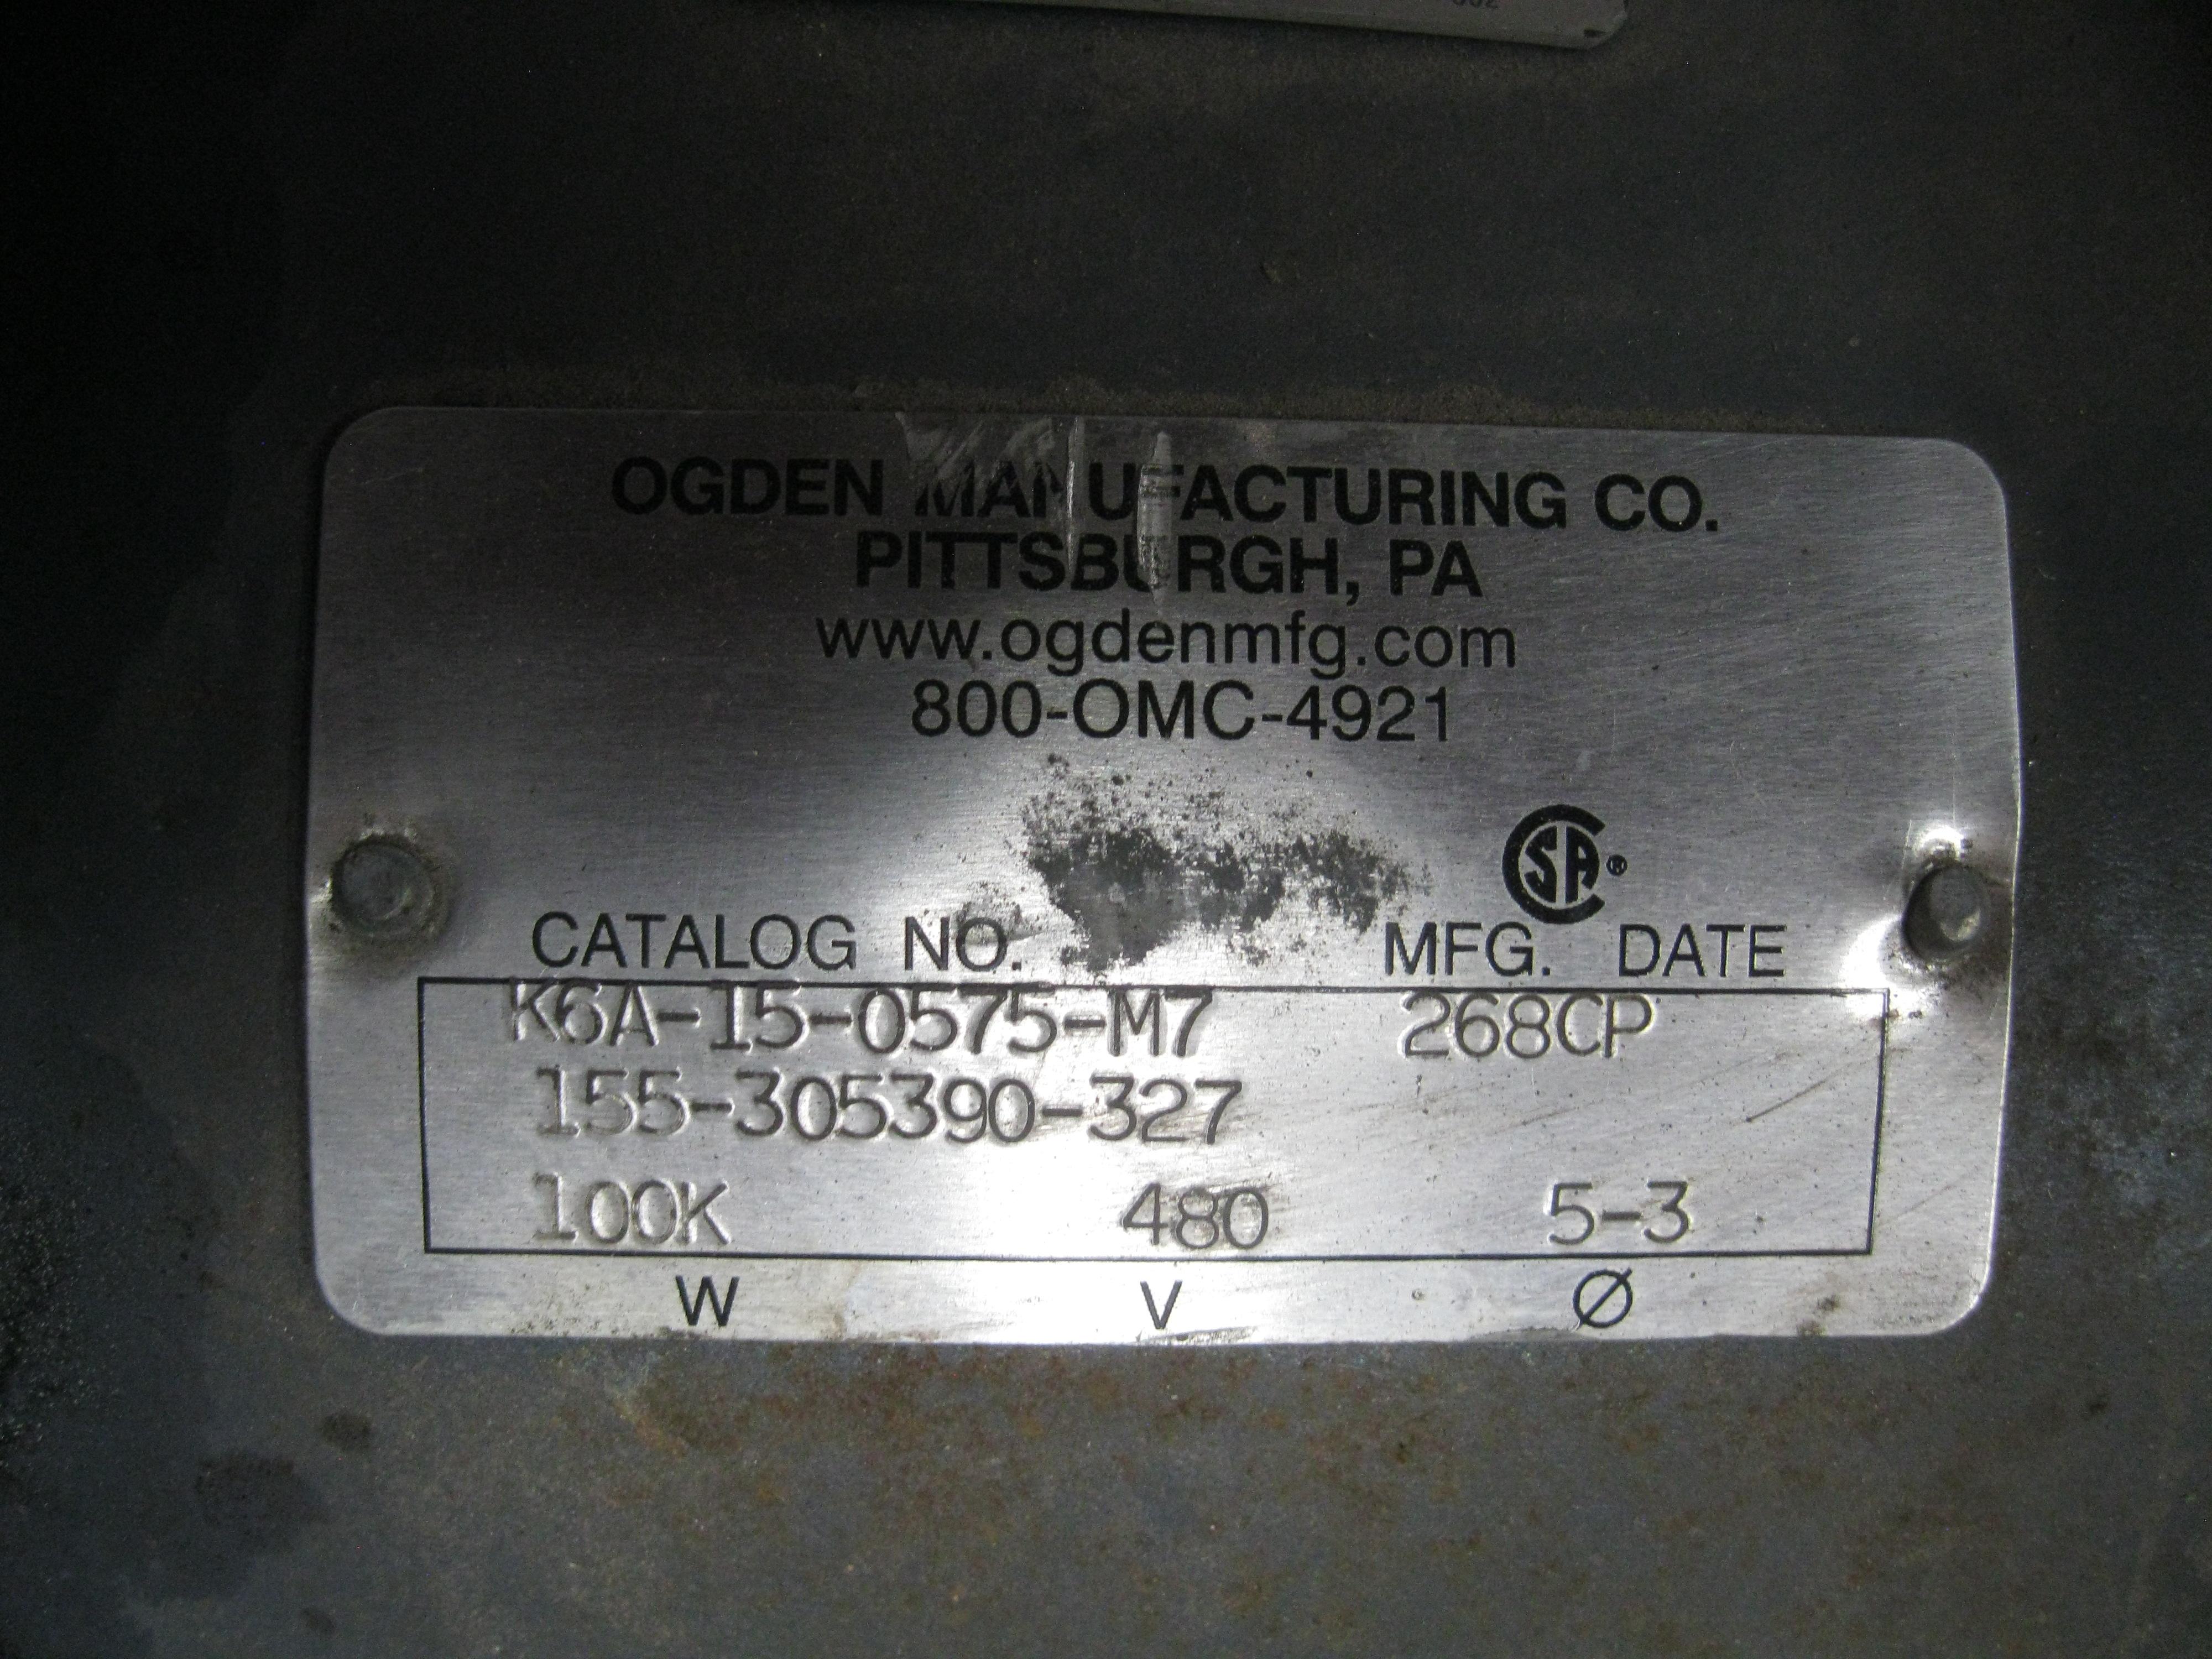 OGDEN MANUFACTURING CO.
PITTSBURGH, PA
www.ogdenmfg.com
800-OMC-4921
CSA®
CATALOG NO. MFG. DATE
K6A-15-0575-M7 268CP
155-305390-327
100K 480 5-3
W V Ø